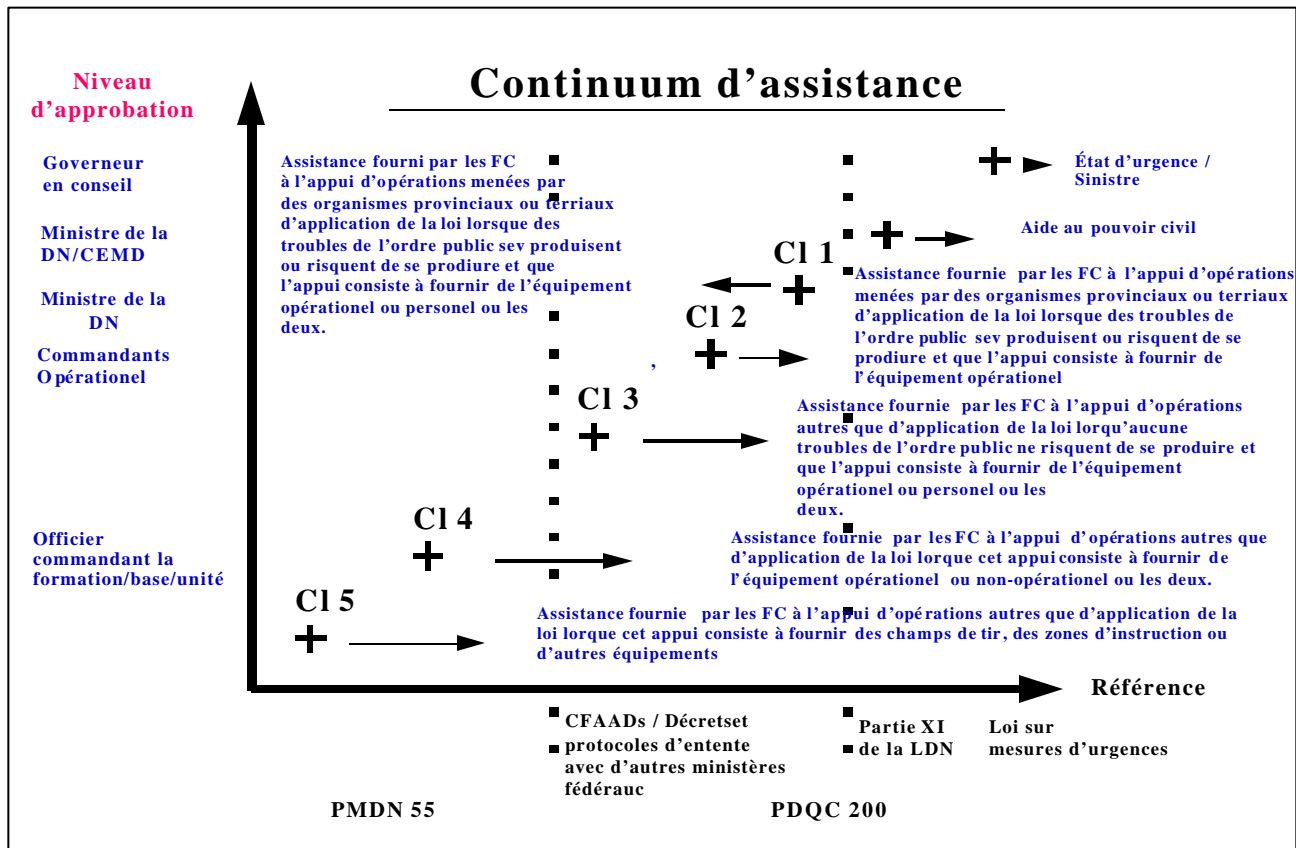 Continuum d’assistance
Niveau
d’approbation
Governeur
en conseil
Ministre de la
DN/CEMD
Ministre de la
DN
Commandants
Opérationel
Officier
commandant la
formation/base/unité
Assistance fourni par les FC
à l’appui d’opérations menées par
des organismes provinciaux ou terriaux
d’application de la loi lorsque des
troubles de l’ordre public sev produisent
ou risquent de se prodiure et que
l’appui consiste à fournir de l’équipement
opérationel ou personel ou les
deux.
État d’urgence /
Sinistre
Aide au pouvoir civil
Cl 1
Assistance fournie par les FC à l’appui d’opérations
menées par des organismes provinciaux ou terriaux
d’application de la loi lorsque des troubles de
l’ordre public sev produisent ou risquent de se
prodiure et que l’appui consiste à fournir de
l’équipement opérationel
Cl 2
,
Cl 3
Assistance fournie par les FC à l’appui d’opérations
autres que d’application de la loi lorqu’aucune
troubles de l’ordre public ne risquent de se produire et
que l’appui consiste à fournir de l’équipement
opérationel ou personel ou les
deux.
Cl 4
Assistance fournie par les FC à l’appui d’opérations autres que
d’application de la loi lorque cet appui consiste à fournir de
l’équipement opérationel ou non-opérationel ou les deux.
Cl 5
Assistance fournie par les FC à l’appui d’opérations autres que d’application de la
loi lorque cet appui consiste à fournir des champs de tir, des zones d’instruction ou
d’autres équipements
Référence
CFAADs / Décretset
protocoles d’entente
avec d’autres ministères
fédérauc
Partie XI
de la LDN
Loi sur
mesures d’urgences
PMDN 55
PDQC 200